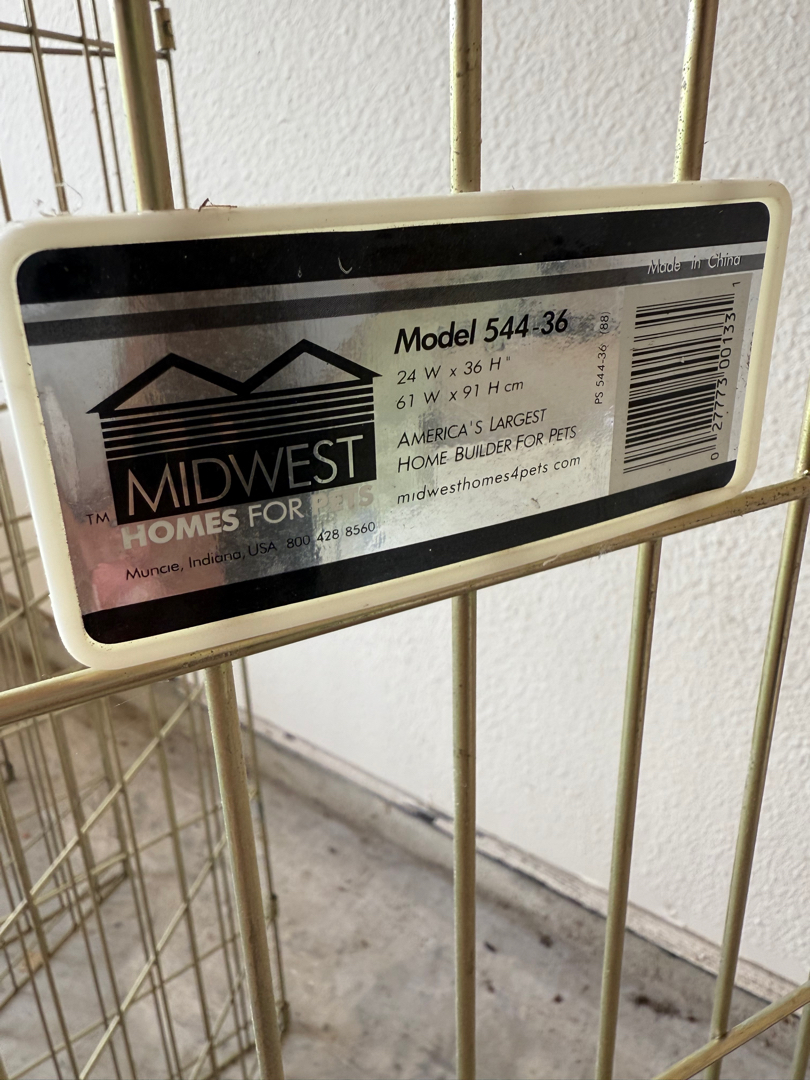 Made in China
MIDWEST
TM HOMES FOR PETS
Muncie, Indiana, USA 800 428 8560
Model 544-36
24 W x 36 H"
61 W x 91 H cm
AMERICA'S LARGEST
HOME BUILDER FOR PETS
midwesthomes4pets com
PS 544-36 (88)
0 27773 00133 1